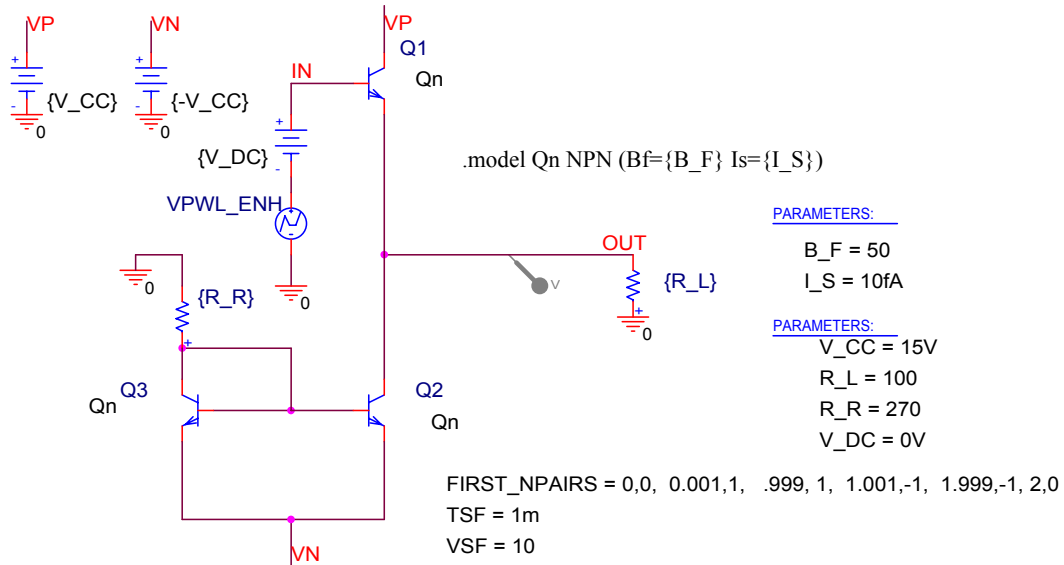 VP
VN
VP
Q1
IN
Qn
{V_CC}
{-V_CC}
0
0
{V_DC}
.model Qn NPN (Bf={B_F} Is={I_S})
VPWL_ENH
PARAMETERS:
B_F = 50
I_S = 10fA
OUT
{R_L}
V
0
0
{R_R}
0
PARAMETERS:
V_CC = 15V
R_L = 100
R_R = 270
V_DC = 0V
Q3
Qn
Q2
Qn
FIRST_NPAIRS = 0,0, 0.001,1, .999, 1, 1.001,-1, 1.999,-1, 2,0
TSF = 1m
VSF = 10
VN